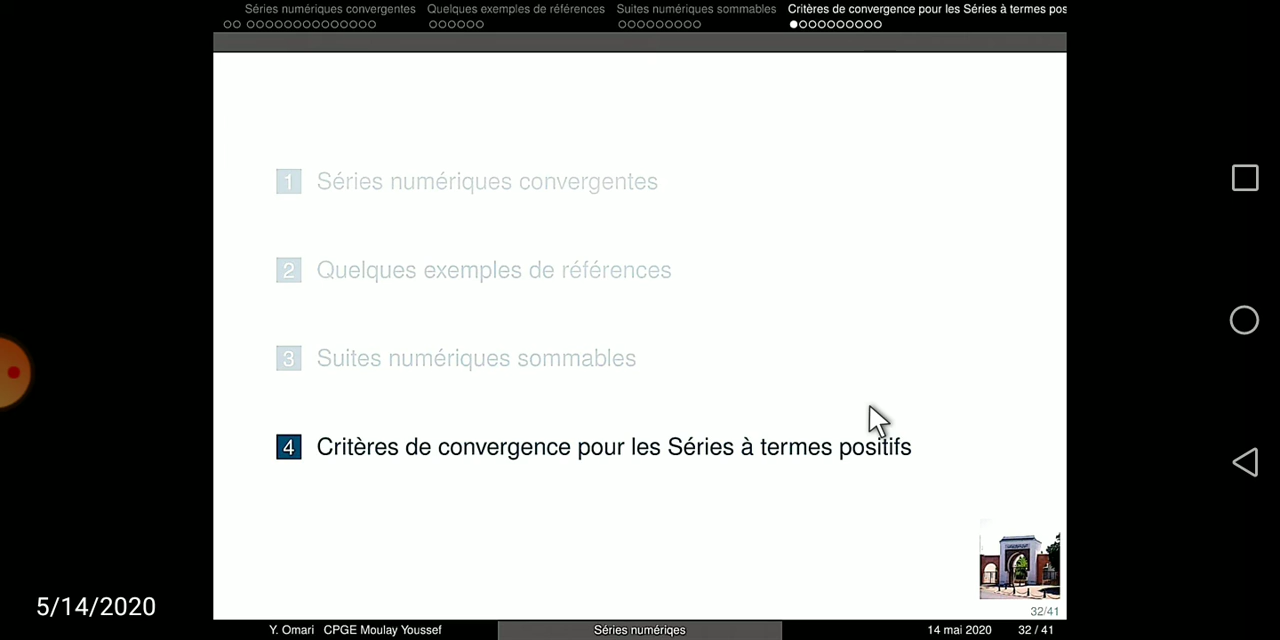 Séries numériques convergentes Quelques exemples de références Suites numériques sommables Critères de convergence pour les Séries à termes pos
1 Séries numériques convergentes
2 Quelques exemples de références
3 Suites numériques sommables
4 Critères de convergence pour les Séries à termes positifs
32/41
5/14/2020
Y. Omari CPGE Moulay Youssef Séries numériqes 14 mai 2020 32 / 41